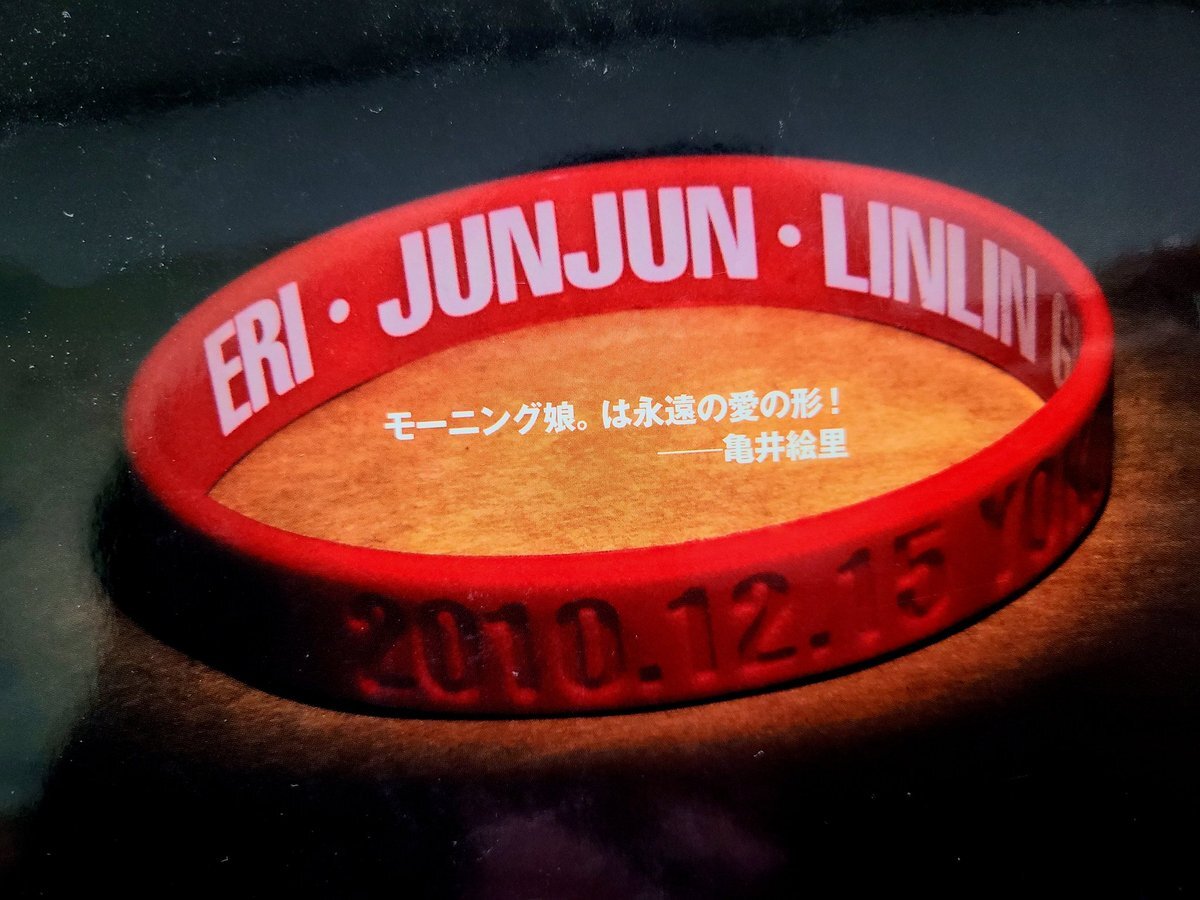 ERI・JUNJUN・LINLIN
モーニング娘。は永遠の愛の形!
——亀井絵里
2010.12.15